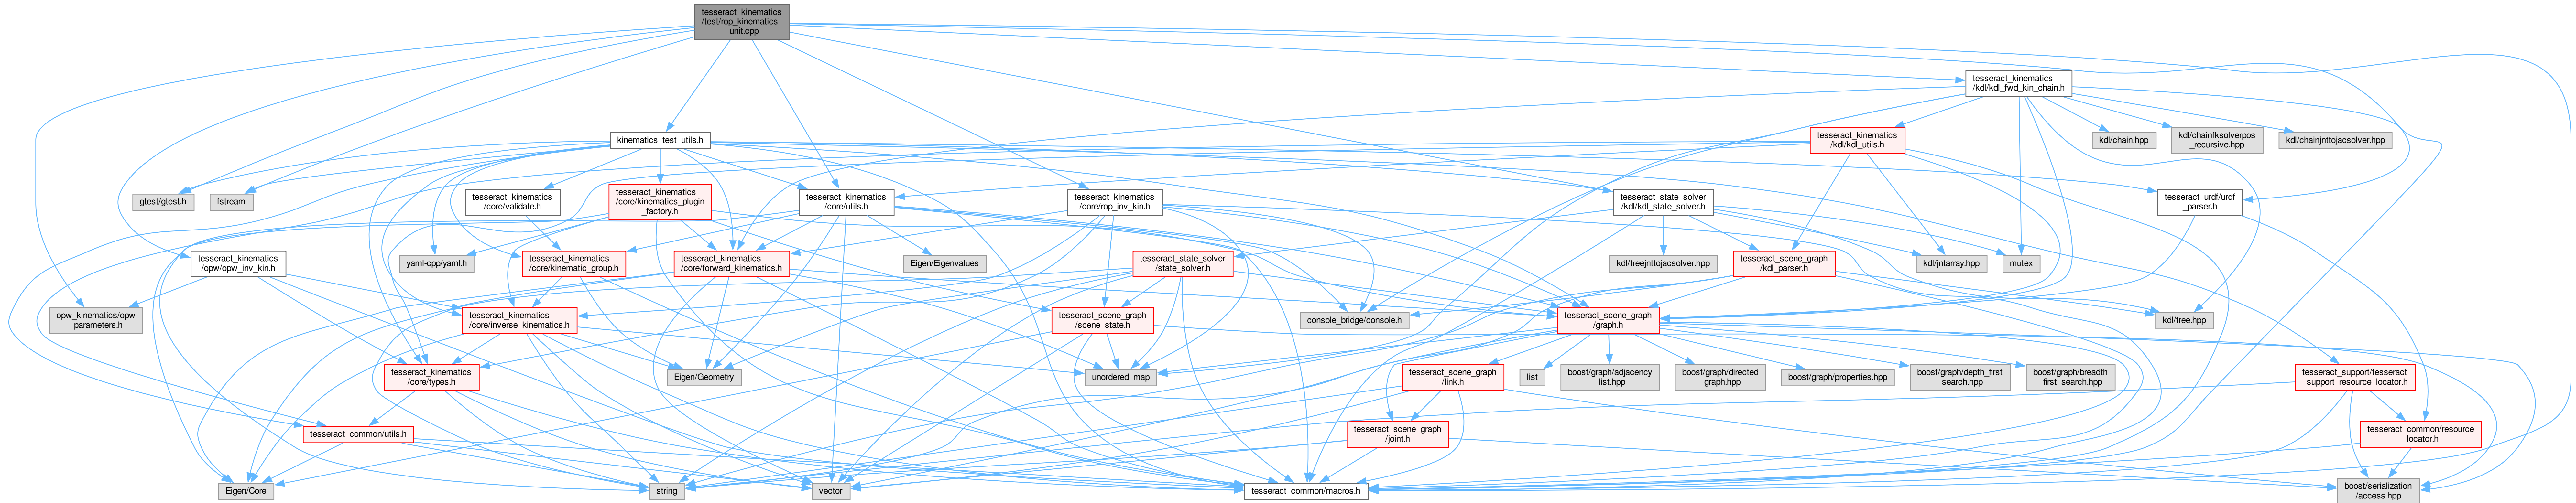 tesseract_kinematics
/test/rop_kinematics
_unit.cpp
tesseract_kinematics
/kdl/kdl_fwd_kin_chain.h
kinematics_test_utils.h
tesseract_kinematics
/kdl/kdl_utils.h
kdl/chain.hpp
kdl/chainfksolverpos
_recursive.hpp
kdl/chainjnttojacsolver.hpp
gtest/gtest.h
fstream
tesseract_kinematics
/core/validate.h
tesseract_kinematics
/core/kinematics_plugin
_factory.h
tesseract_kinematics
/core/utils.h
tesseract_kinematics
/core/rop_inv_kin.h
tesseract_state_solver
/kdl/kdl_state_solver.h
tesseract_urdf/urdf
_parser.h
tesseract_kinematics
/opw/opw_inv_kin.h
yaml-cpp/yaml.h
tesseract_kinematics
/core/kinematic_group.h
tesseract_kinematics
/core/forward_kinematics.h
Eigen/Eigenvalues
tesseract_state_solver
/state_solver.h
kdl/treejnttojacsolver.hpp
tesseract_scene_graph
/kdl_parser.h
kdl/jntarray.hpp
mutex
opw_kinematics/opw
_parameters.h
tesseract_kinematics
/core/inverse_kinematics.h
tesseract_scene_graph
/scene_state.h
console_bridge/console.h
tesseract_scene_graph
/graph.h
kdl/tree.hpp
tesseract_kinematics
/core/types.h
Eigen/Geometry
unordered_map
tesseract_scene_graph
/link.h
list
boost/graph/adjacency
_list.hpp
boost/graph/directed
_graph.hpp
boost/graph/properties.hpp
boost/graph/depth_first
_search.hpp
boost/graph/breadth
_first_search.hpp
tesseract_support/tesseract
_support_resource_locator.h
tesseract_common/utils.h
tesseract_scene_graph
/joint.h
tesseract_common/resource
_locator.h
Eigen/Core
string
vector
tesseract_common/macros.h
boost/serialization
/access.hpp